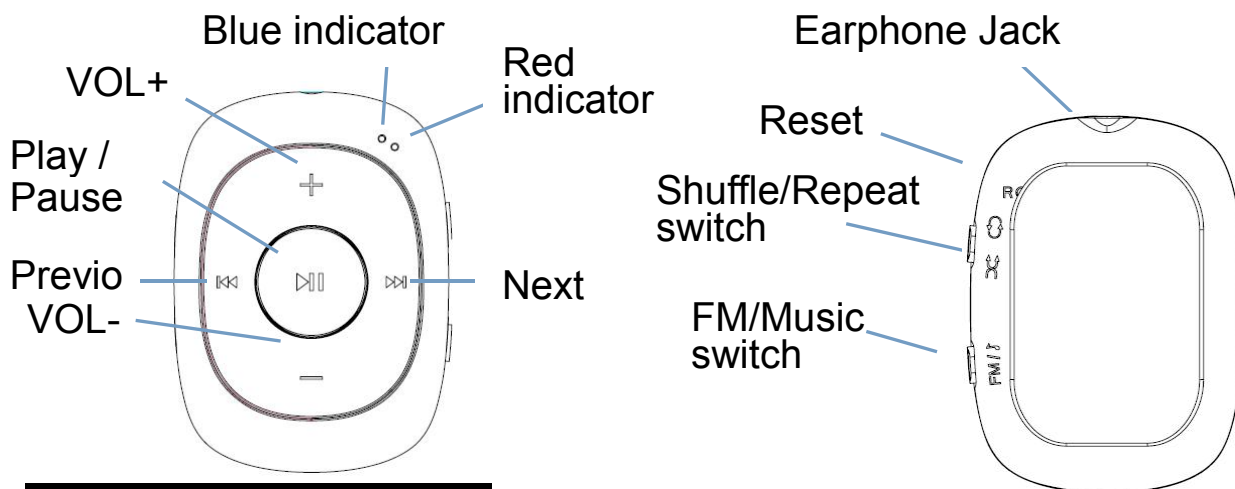 Blue indicator
VOL+
Red
indicator
Play /
Pause
Previo
VOL-
Next
Earphone Jack
Reset
Shuffle/Repeat
switch
FM/Music
switch
FM/